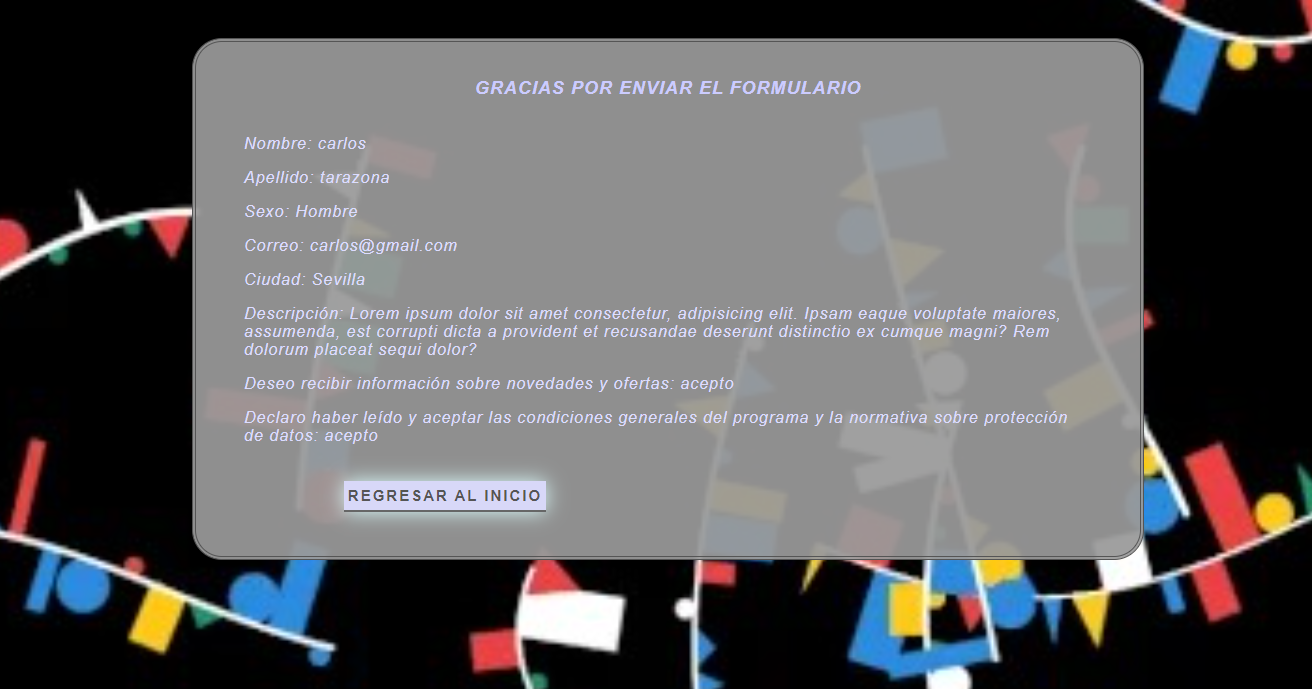 GRACIAS POR ENVIAR EL FORMULARIO
Nombre: carlos
Apellido: tarazona
Sexo: Hombre
Correo: carlos@gmail.com
Ciudad: Sevilla
Descripción: Lorem ipsum dolor sit amet consectetur, adipisicing elit. Ipsam eaque voluptate maiores,
assumenda, est corrupti dicta a provident et recusandae deserunt distinctio ex cumque magni? Rem
dolorum placeat sequi dolor?
Deseo recibir información sobre novedades y ofertas: acepto
Declaro haber leído y aceptar las condiciones generales del programa y la normativa sobre protección
de datos: acepto
REGRESAR AL INICIO